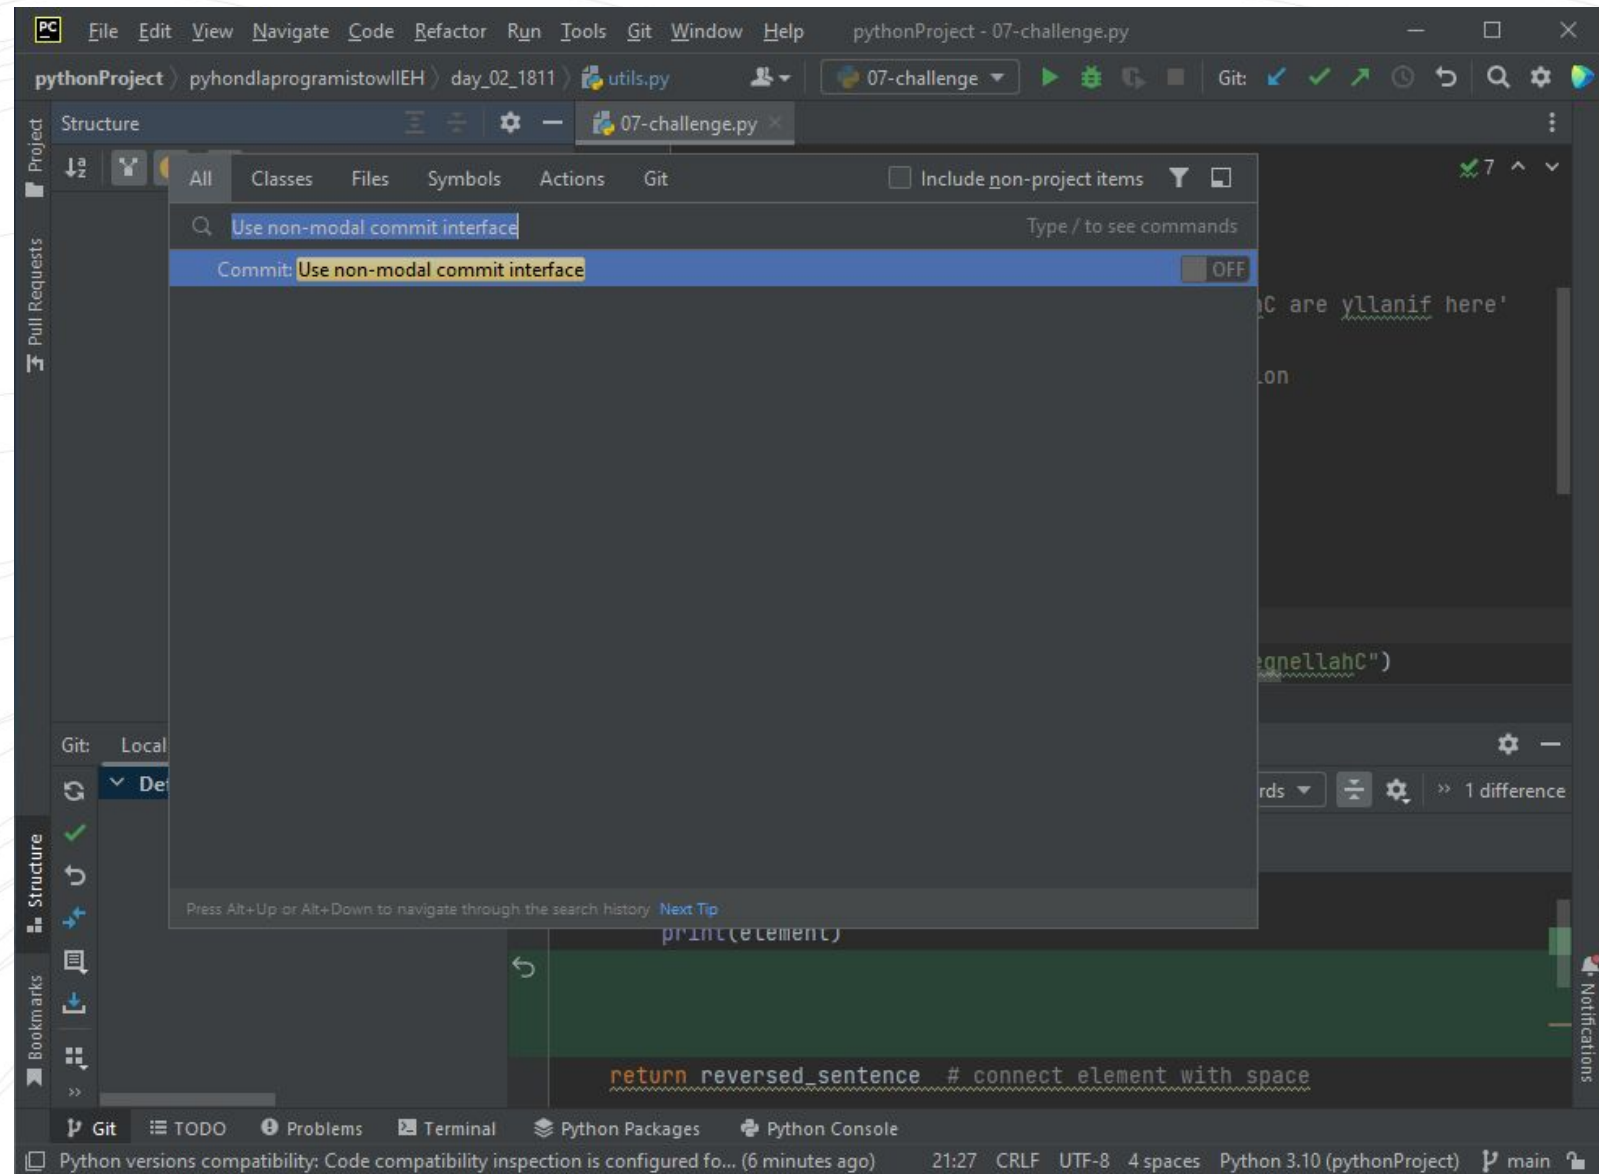 PC File Edit View Navigate Code Refactor Run Tools Git Window Help pythonProject - 07-challenge.py
pythonProject pyhondlaprogramistowIIEH day_02_1811 utils.py 07-challenge Git:
Structure 07-challenge.py
Project
Pull Requests
Structure
Bookmarks
All Classes Files Symbols Actions Git Include non-project items
7
Use non-modal commit interface Type / to see commands
Commit: Use non-modal commit interface OFF
are yllanif here'
egnellahC")
Git: Local
1 difference
Press Alt+Up or Alt+Down to navigate through the search history Next Tip
print(element)
return reversed_sentence # connect element with space
Notifications
Git TODO Problems Terminal Python Packages Python Console
Python versions compatibility: Code compatibility inspection is configured fo... (6 minutes ago) 21:27 CRLF UTF-8 4 spaces Python 3.10 (pythonProject) main